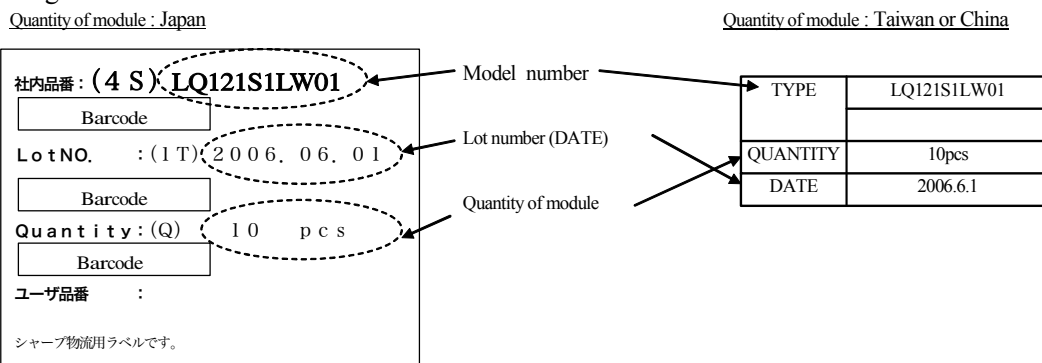 Quantity of module : Japan
Quantity of module : Taiwan or China
社内品番：(４Ｓ) LQ121S1LW01
Barcode
ＬｏｔＮＯ． ：(１Ｔ) ２００６．０６．０１
Barcode
Ｑｕａｎｔｉｔｙ：(Ｑ) １０ ｐｃｓ
Barcode
ユーザ品番 ：
シャープ物流用ラベルです。
Model number
Lot number (DATE)
Quantity of module
TYPE LQ121S1LW01
QUANTITY 10pcs
DATE 2006.6.1